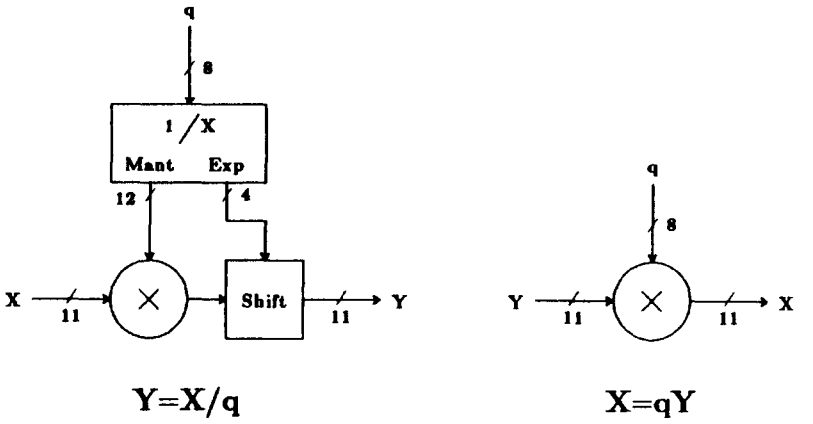 q
8
1/X
Mant Exp
12 4
X 11 × Shift 11 Y
Y=X/q
q
8
Y 11 × 11 X
X=qY